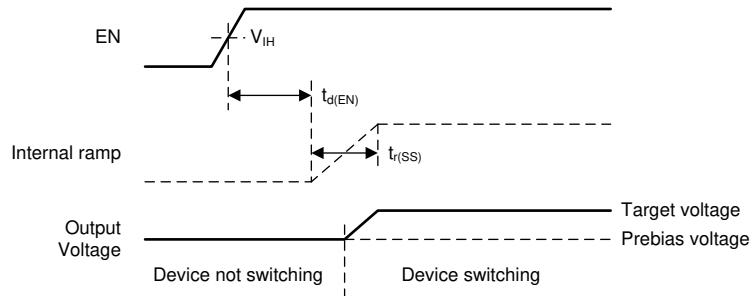 EN
V_IH
t_d(EN)
Internal ramp
t_r(SS)
Output
Voltage
Target voltage
Prebias voltage
Device not switching
Device switching